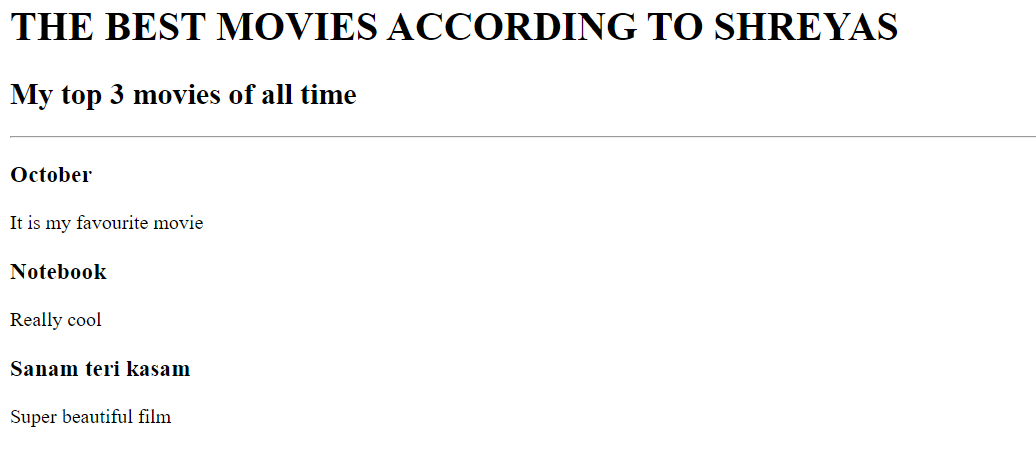 THE BEST MOVIES ACCORDING TO SHREYAS
My top 3 movies of all time
October
It is my favourite movie
Notebook
Really cool
Sanam teri kasam
Super beautiful film